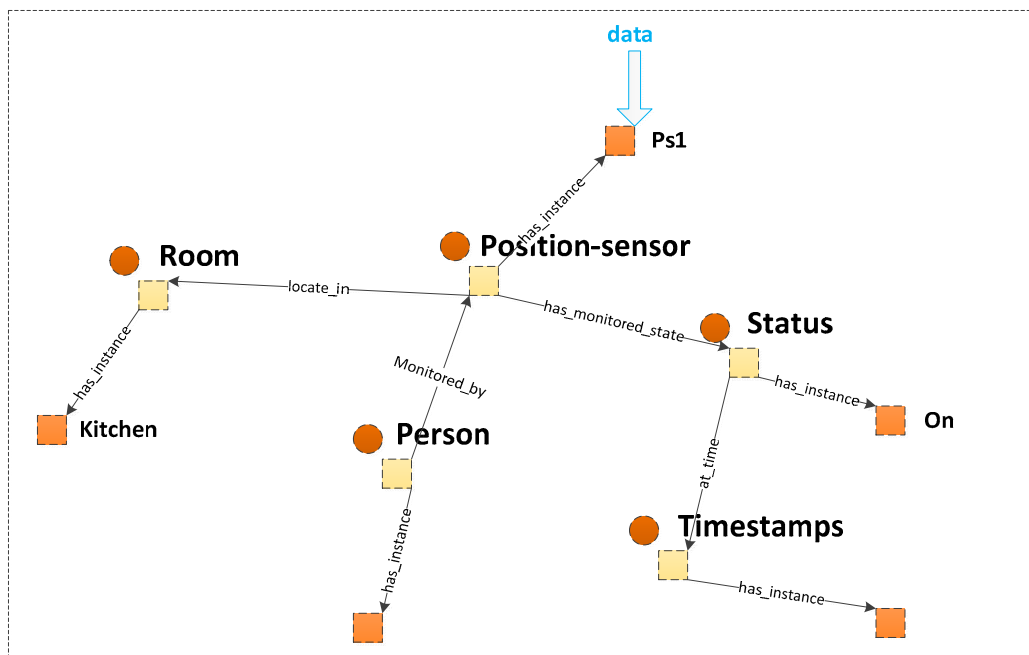 data
Ps1
has_instance
Position-sensor
Room
locate_in
has_monitored_state
Status
has_instance
Monitored_by
has_instance
Kitchen
Person
On
at_time
Timestamps
has_instance
has_instance